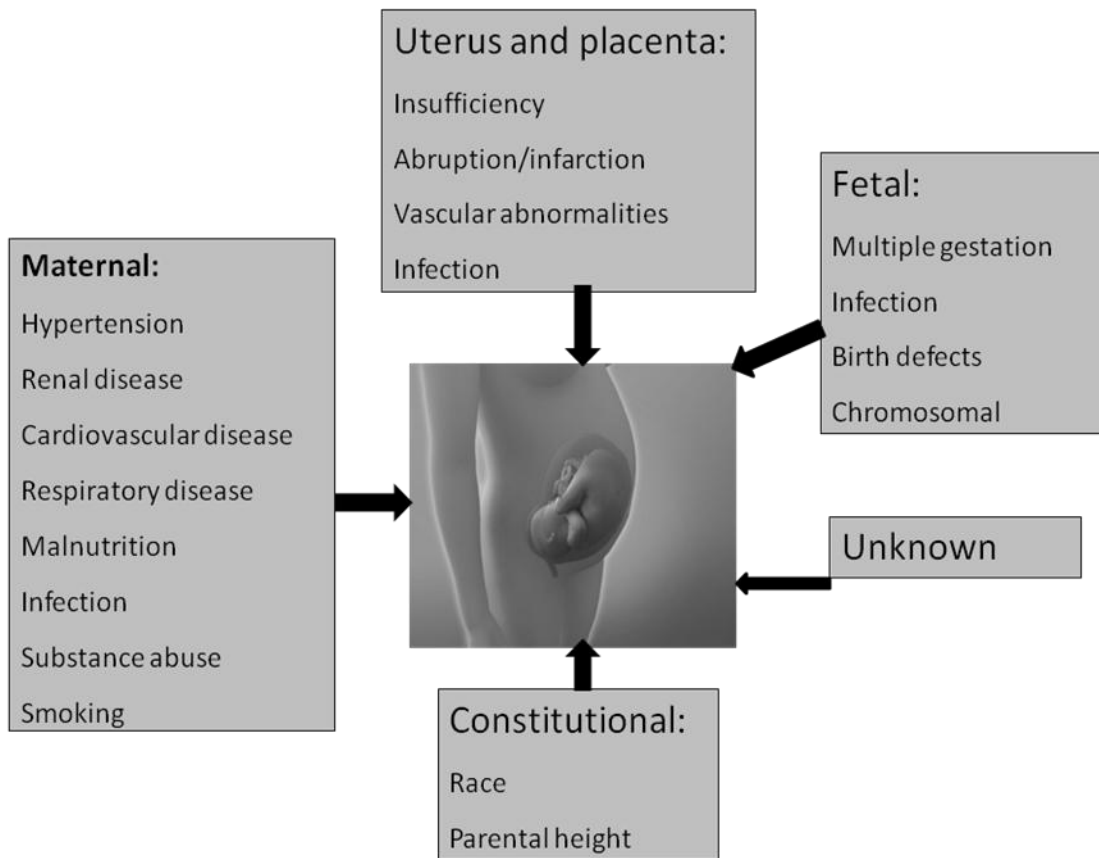 Uterus and placenta:
Insufficiency
Abruption/infarction
Vascular abnormalities
Infection
Fetal:
Multiple gestation
Infection
Birth defects
Chromosomal
Maternal:
Hypertension
Renal disease
Cardiovascular disease
Respiratory disease
Malnutrition
Infection
Substance abuse
Smoking
Unknown
Constitutional:
Race
Parental height